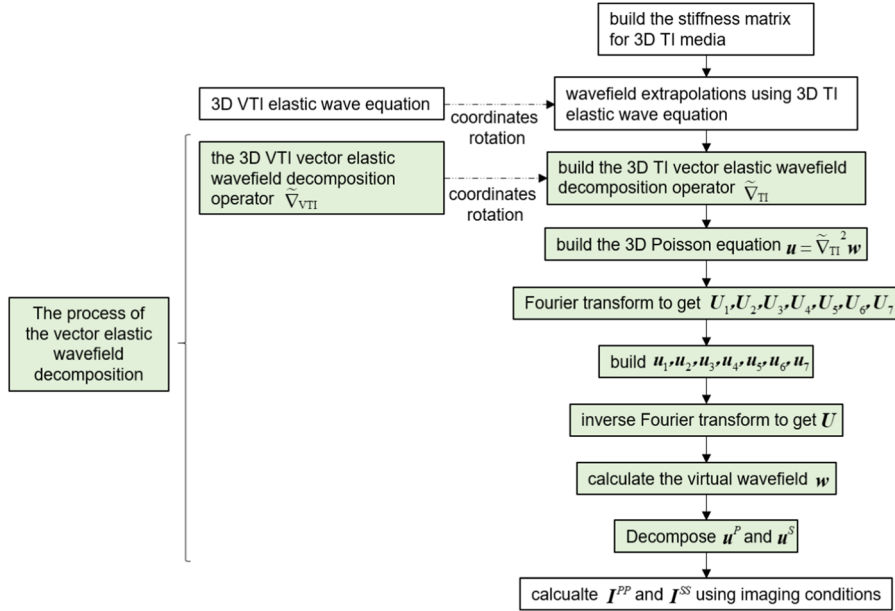 build the stiffness matrix
for 3D TI media
3D VTI elastic wave equation
coordinates
rotation
wavefield extrapolations using 3D TI
elastic wave equation
the 3D VTI vector elastic
wavefield decomposition
operator ∇̃_VTI
coordinates
rotation
build the 3D TI vector elastic wavefield
decomposition operator ∇̃_TI
build the 3D Poisson equation u = ∇̃_TI² w
Fourier transform to get U₁,U₂,U₃,U₄,U₅,U₆,U₇
The process of
the vector elastic
wavefield
decomposition
build u₁,u₂,u₃,u₄,u₅,u₆,u₇
inverse Fourier transform to get U
calculate the virtual wavefield w
Decompose u^P and u^S
calcualte I^PP and I^SS using imaging conditions